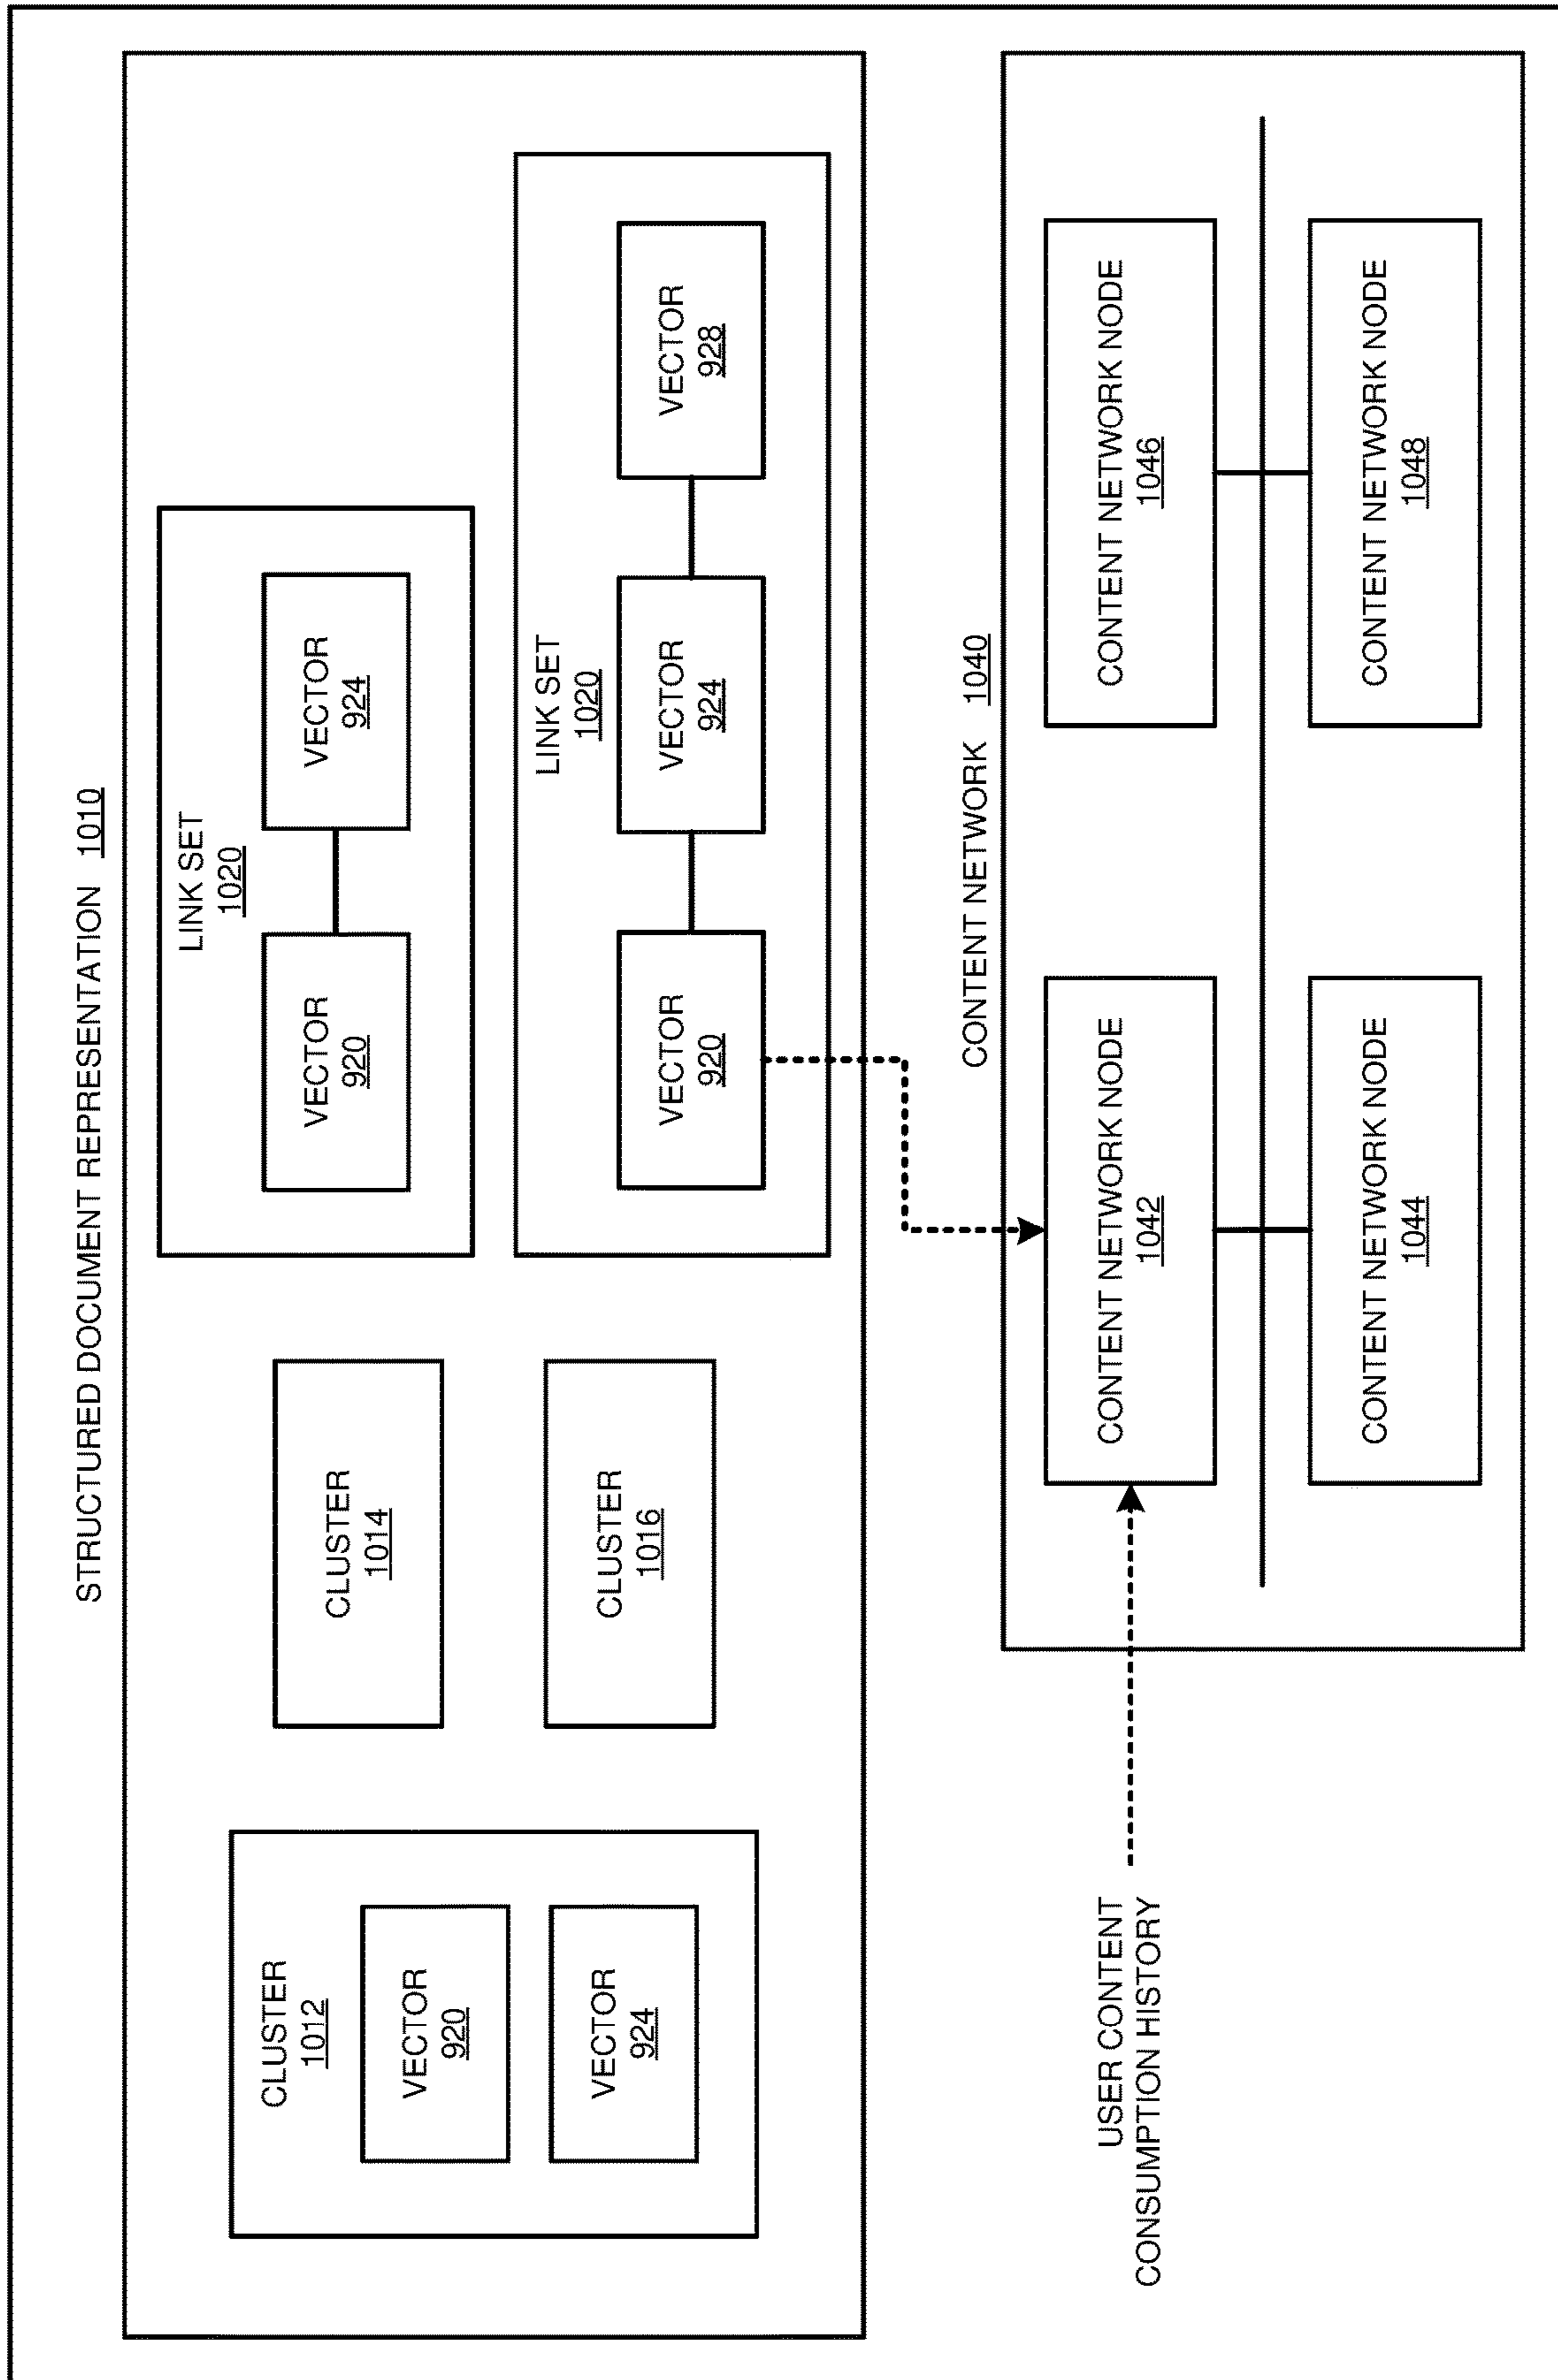 STRUCTURED DOCUMENT REPRESENTATION 1010
CLUSTER
1012
VECTOR
920
VECTOR
924
CLUSTER
1014
CLUSTER
1016
LINK SET
1020
VECTOR
920
VECTOR
924
LINK SET
1020
VECTOR
920
VECTOR
924
VECTOR
928
CONTENT NETWORK 1040
USER CONTENT
CONSUMPTION HISTORY
CONTENT NETWORK NODE
1042
CONTENT NETWORK NODE
1046
CONTENT NETWORK NODE
1044
CONTENT NETWORK NODE
1048